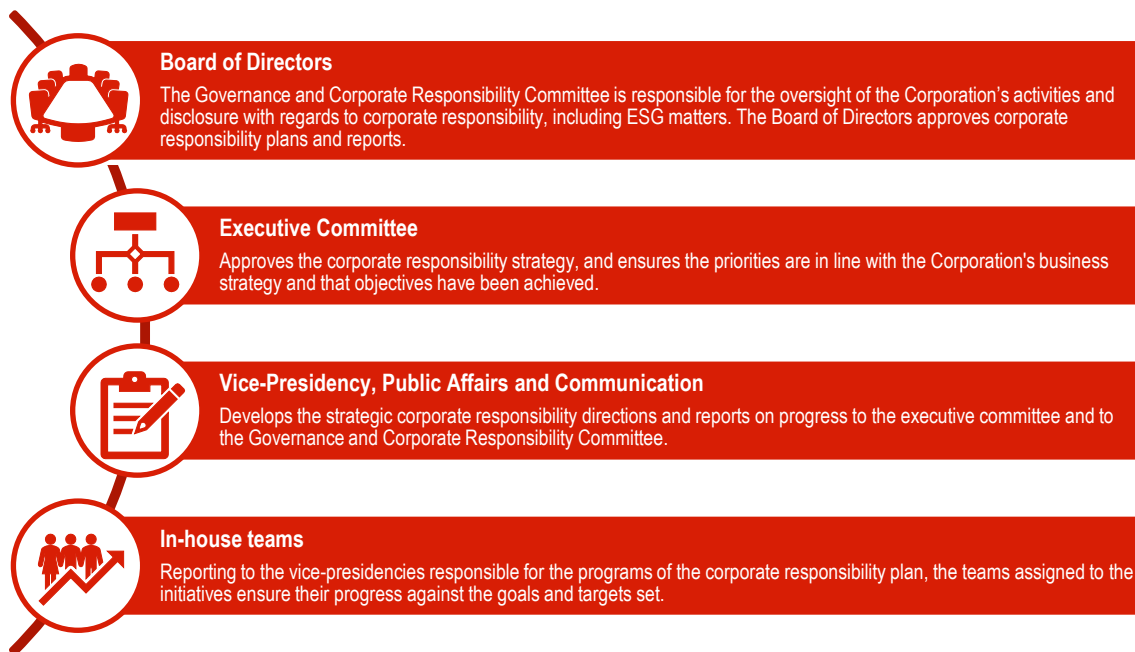 Board of Directors
The Governance and Corporate Responsibility Committee is responsible for the oversight of the Corporation’s activities and
disclosure with regards to corporate responsibility, including ESG matters. The Board of Directors approves corporate
responsibility plans and reports.
Executive Committee
Approves the corporate responsibility strategy, and ensures the priorities are in line with the Corporation's business
strategy and that objectives have been achieved.
Vice-Presidency, Public Affairs and Communication
Develops the strategic corporate responsibility directions and reports on progress to the executive committee and to
the Governance and Corporate Responsibility Committee.
In-house teams
Reporting to the vice-presidencies responsible for the programs of the corporate responsibility plan, the teams assigned to the
initiatives ensure their progress against the goals and targets set.